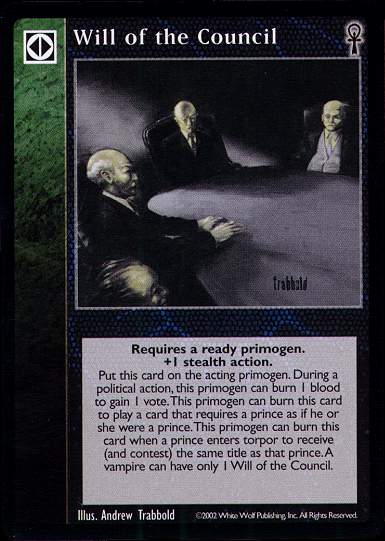 Will of the Council
Trabbold
Requires a ready primogen.
+1 stealth action.
Put this card on the acting primogen. During a
political action, this primogen can burn 1 blood
to gain 1 vote. This primogen can burn this card
to play a card that requires a prince as if he or
she were a prince. This primogen can burn this
card when a prince enters torpor to receive
(and contest) the same title as that prince. A
vampire can have only 1 Will of the Council.
Illus. Andrew Trabbold ©2002 White Wolf Publishing, Inc. All Rights Reserved.